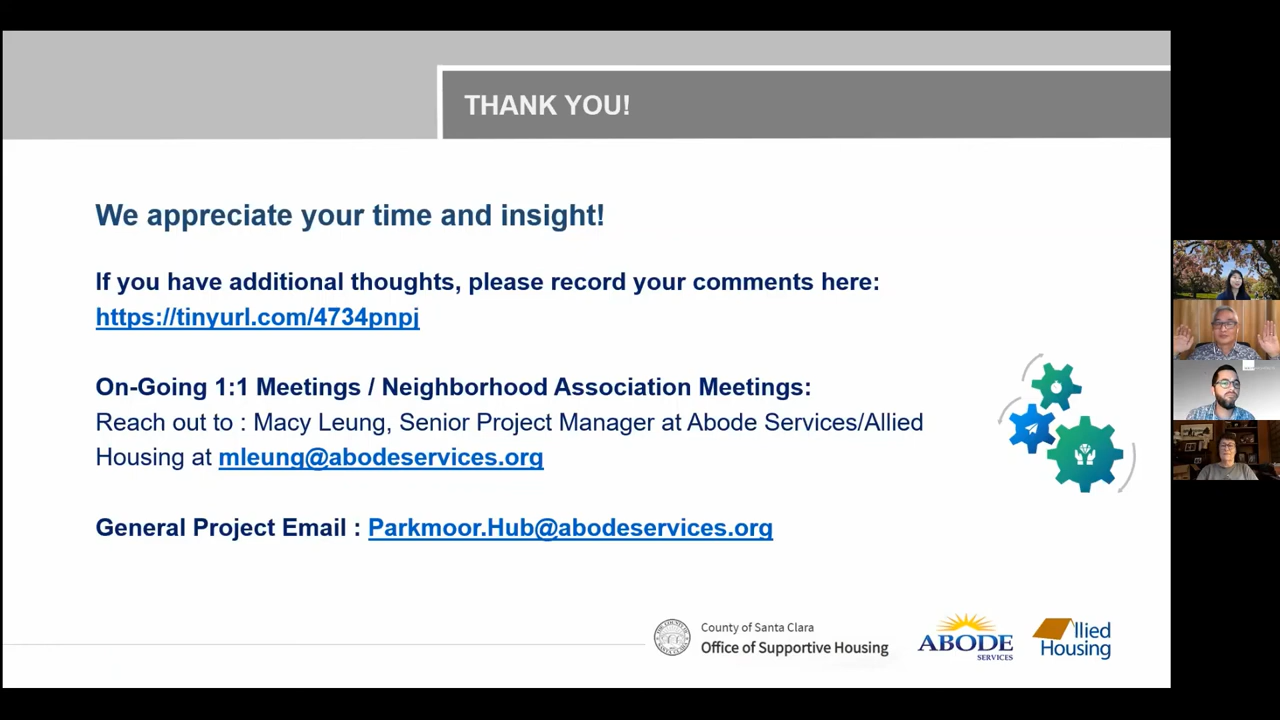 THANK YOU!
We appreciate your time and insight!
If you have additional thoughts, please record your comments here:
https://tinyurl.com/4734pnpj
On-Going 1:1 Meetings / Neighborhood Association Meetings:
Reach out to : Macy Leung, Senior Project Manager at Abode Services/Allied
Housing at mleung@abodeservices.org
General Project Email : Parkmoor.Hub@abodeservices.org
County of Santa Clara
Office of Supportive Housing
ABODE
SERVICES
llied
Housing